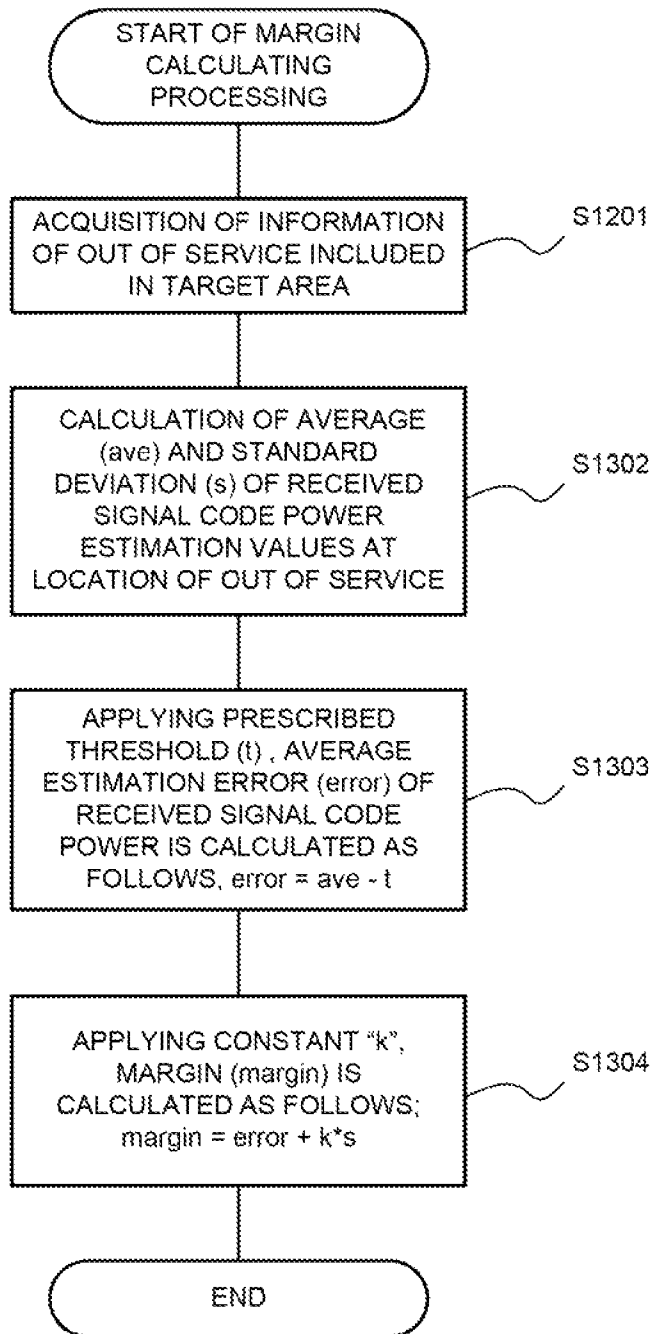 START OF MARGIN
CALCULATING
PROCESSING
ACQUISITION OF INFORMATION
OF OUT OF SERVICE INCLUDED
IN TARGET AREA
S1201
CALCULATION OF AVERAGE
(ave) AND STANDARD
DEVIATION (s) OF RECEIVED
SIGNAL CODE POWER
ESTIMATION VALUES AT
LOCATION OF OUT OF SERVICE
S1302
APPLYING PRESCRIBED
THRESHOLD (t) , AVERAGE
ESTIMATION ERROR (error) OF
RECEIVED SIGNAL CODE
POWER IS CALCULATED AS
FOLLOWS, error = ave - t
S1303
APPLYING CONSTANT “k”,
MARGIN (margin) IS
CALCULATED AS FOLLOWS;
margin = error + k*s
S1304
END